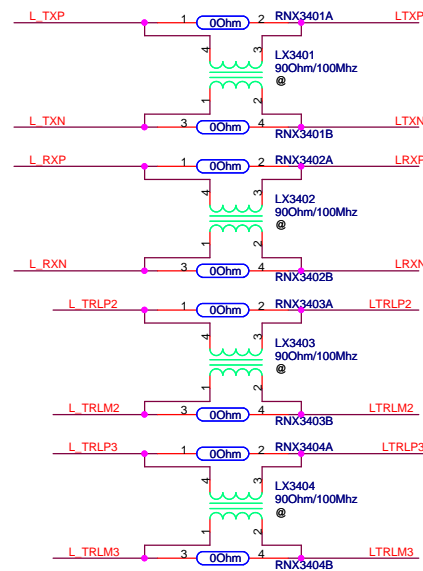 L_TXP 1 0Ohm 2 RNX3401A LTXP
4 3 LX3401
90Ohm/100Mhz
@
1 2
L_TXN 3 0Ohm 4 LTXN
RNX3401B
L_RXP 1 0Ohm 2 RNX3402A LRXP
4 3 LX3402
90Ohm/100Mhz
@
1 2
L_RXN 3 0Ohm 4 LRXN
RNX3402B
L_TRLP2 1 0Ohm 2 RNX3403A LTRLP2
4 3 LX3403
90Ohm/100Mhz
@
1 2
L_TRLM2 3 0Ohm 4 LTRLM2
RNX3403B
L_TRLP3 1 0Ohm 2 RNX3404A LTRLP3
4 3 LX3404
90Ohm/100Mhz
@
1 2
L_TRLM3 3 0Ohm 4 LTRLM3
RNX3404B